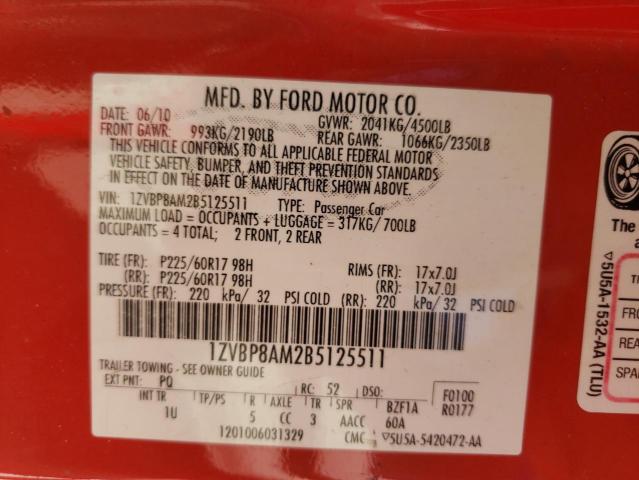 MFD. BY FORD MOTOR CO.
DATE: 06/10 GVWR: 2041KG/4500LB
FRONT GAWR: 993KG/2190LB REAR GAWR: 1066KG/2350LB
THIS VEHICLE CONFORMS TO ALL APPLICABLE FEDERAL MOTOR
VEHICLE SAFETY, BUMPER, AND THEFT PREVENTION STANDARDS
IN EFFECT ON THE DATE OF MANUFACTURE SHOWN ABOVE.
VIN: 1ZVBP8AM2B5125511 TYPE: Passenger Car
MAXIMUM LOAD = OCCUPANTS + LUGGAGE = 317KG/700LB
OCCUPANTS = 4 TOTAL; 2 FRONT, 2 REAR
TIRE (FR): P225/60R17 98H RIMS (FR): 17x7.0J
(RR): P225/60R17 98H (RR): 17x7.0J
PRESSURE (FR): 220 kPa/ 32 PSI COLD (RR): 220 kPa/ 32 PSI COLD
1ZVBP8AM2B5125511
TRAILER TOWING - SEE OWNER GUIDE
EXT PNT: PQ RC: 52 DSO: F0100
INT TR TP/PS R AXLE TR SPR BZF1A R0177
1U 5 CC 3 AACC 60A
1201006031329 CMC 5U5A-5420472-AA
The
5U5A-1532-AA (TLU)
FRO
REA
SPA